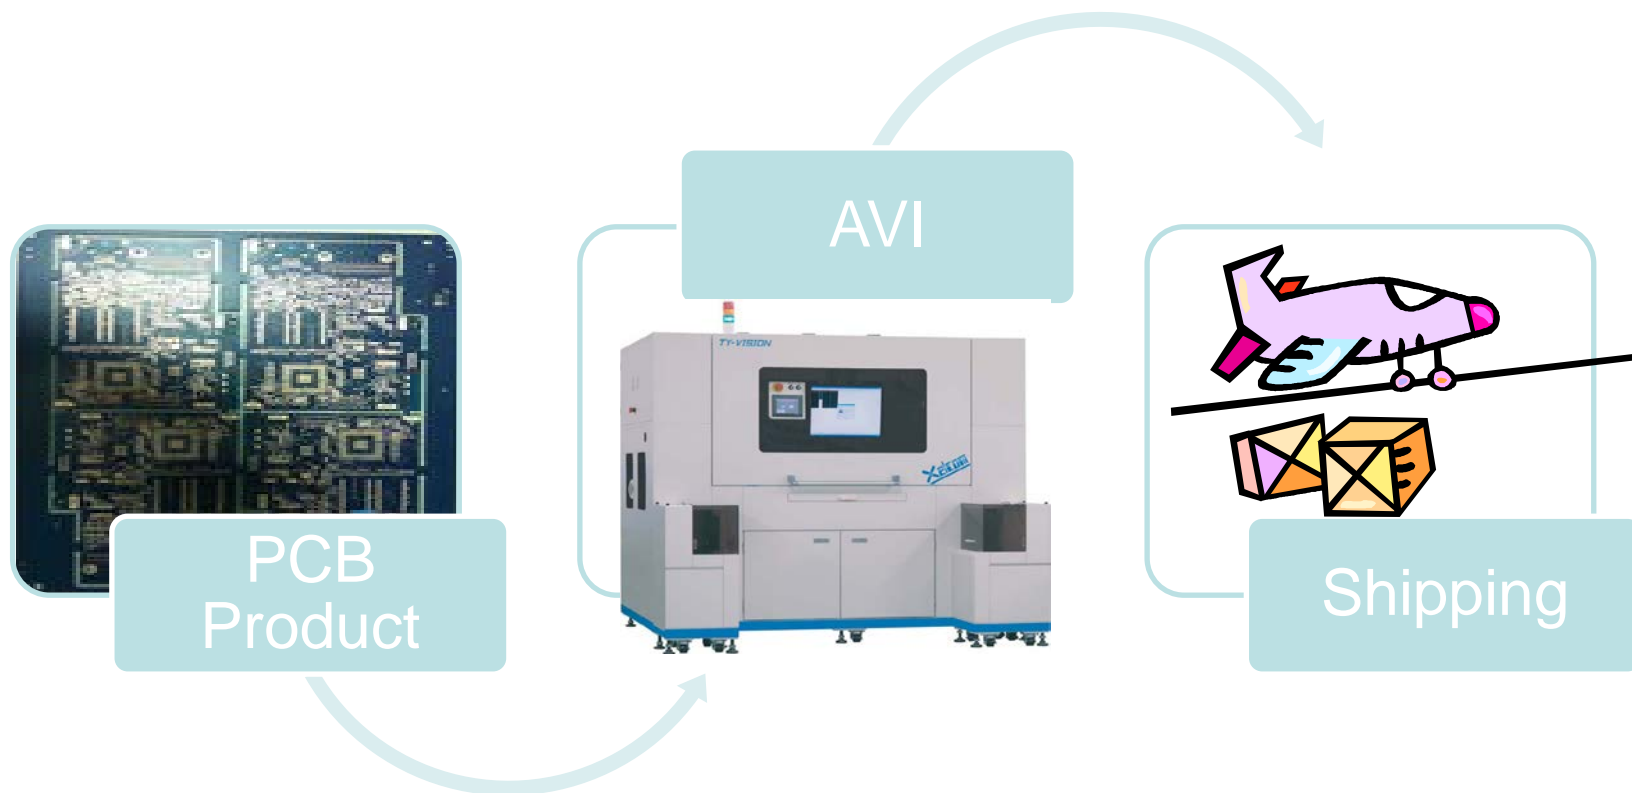 PCB
Product
AVI
TY-VISION
Shipping